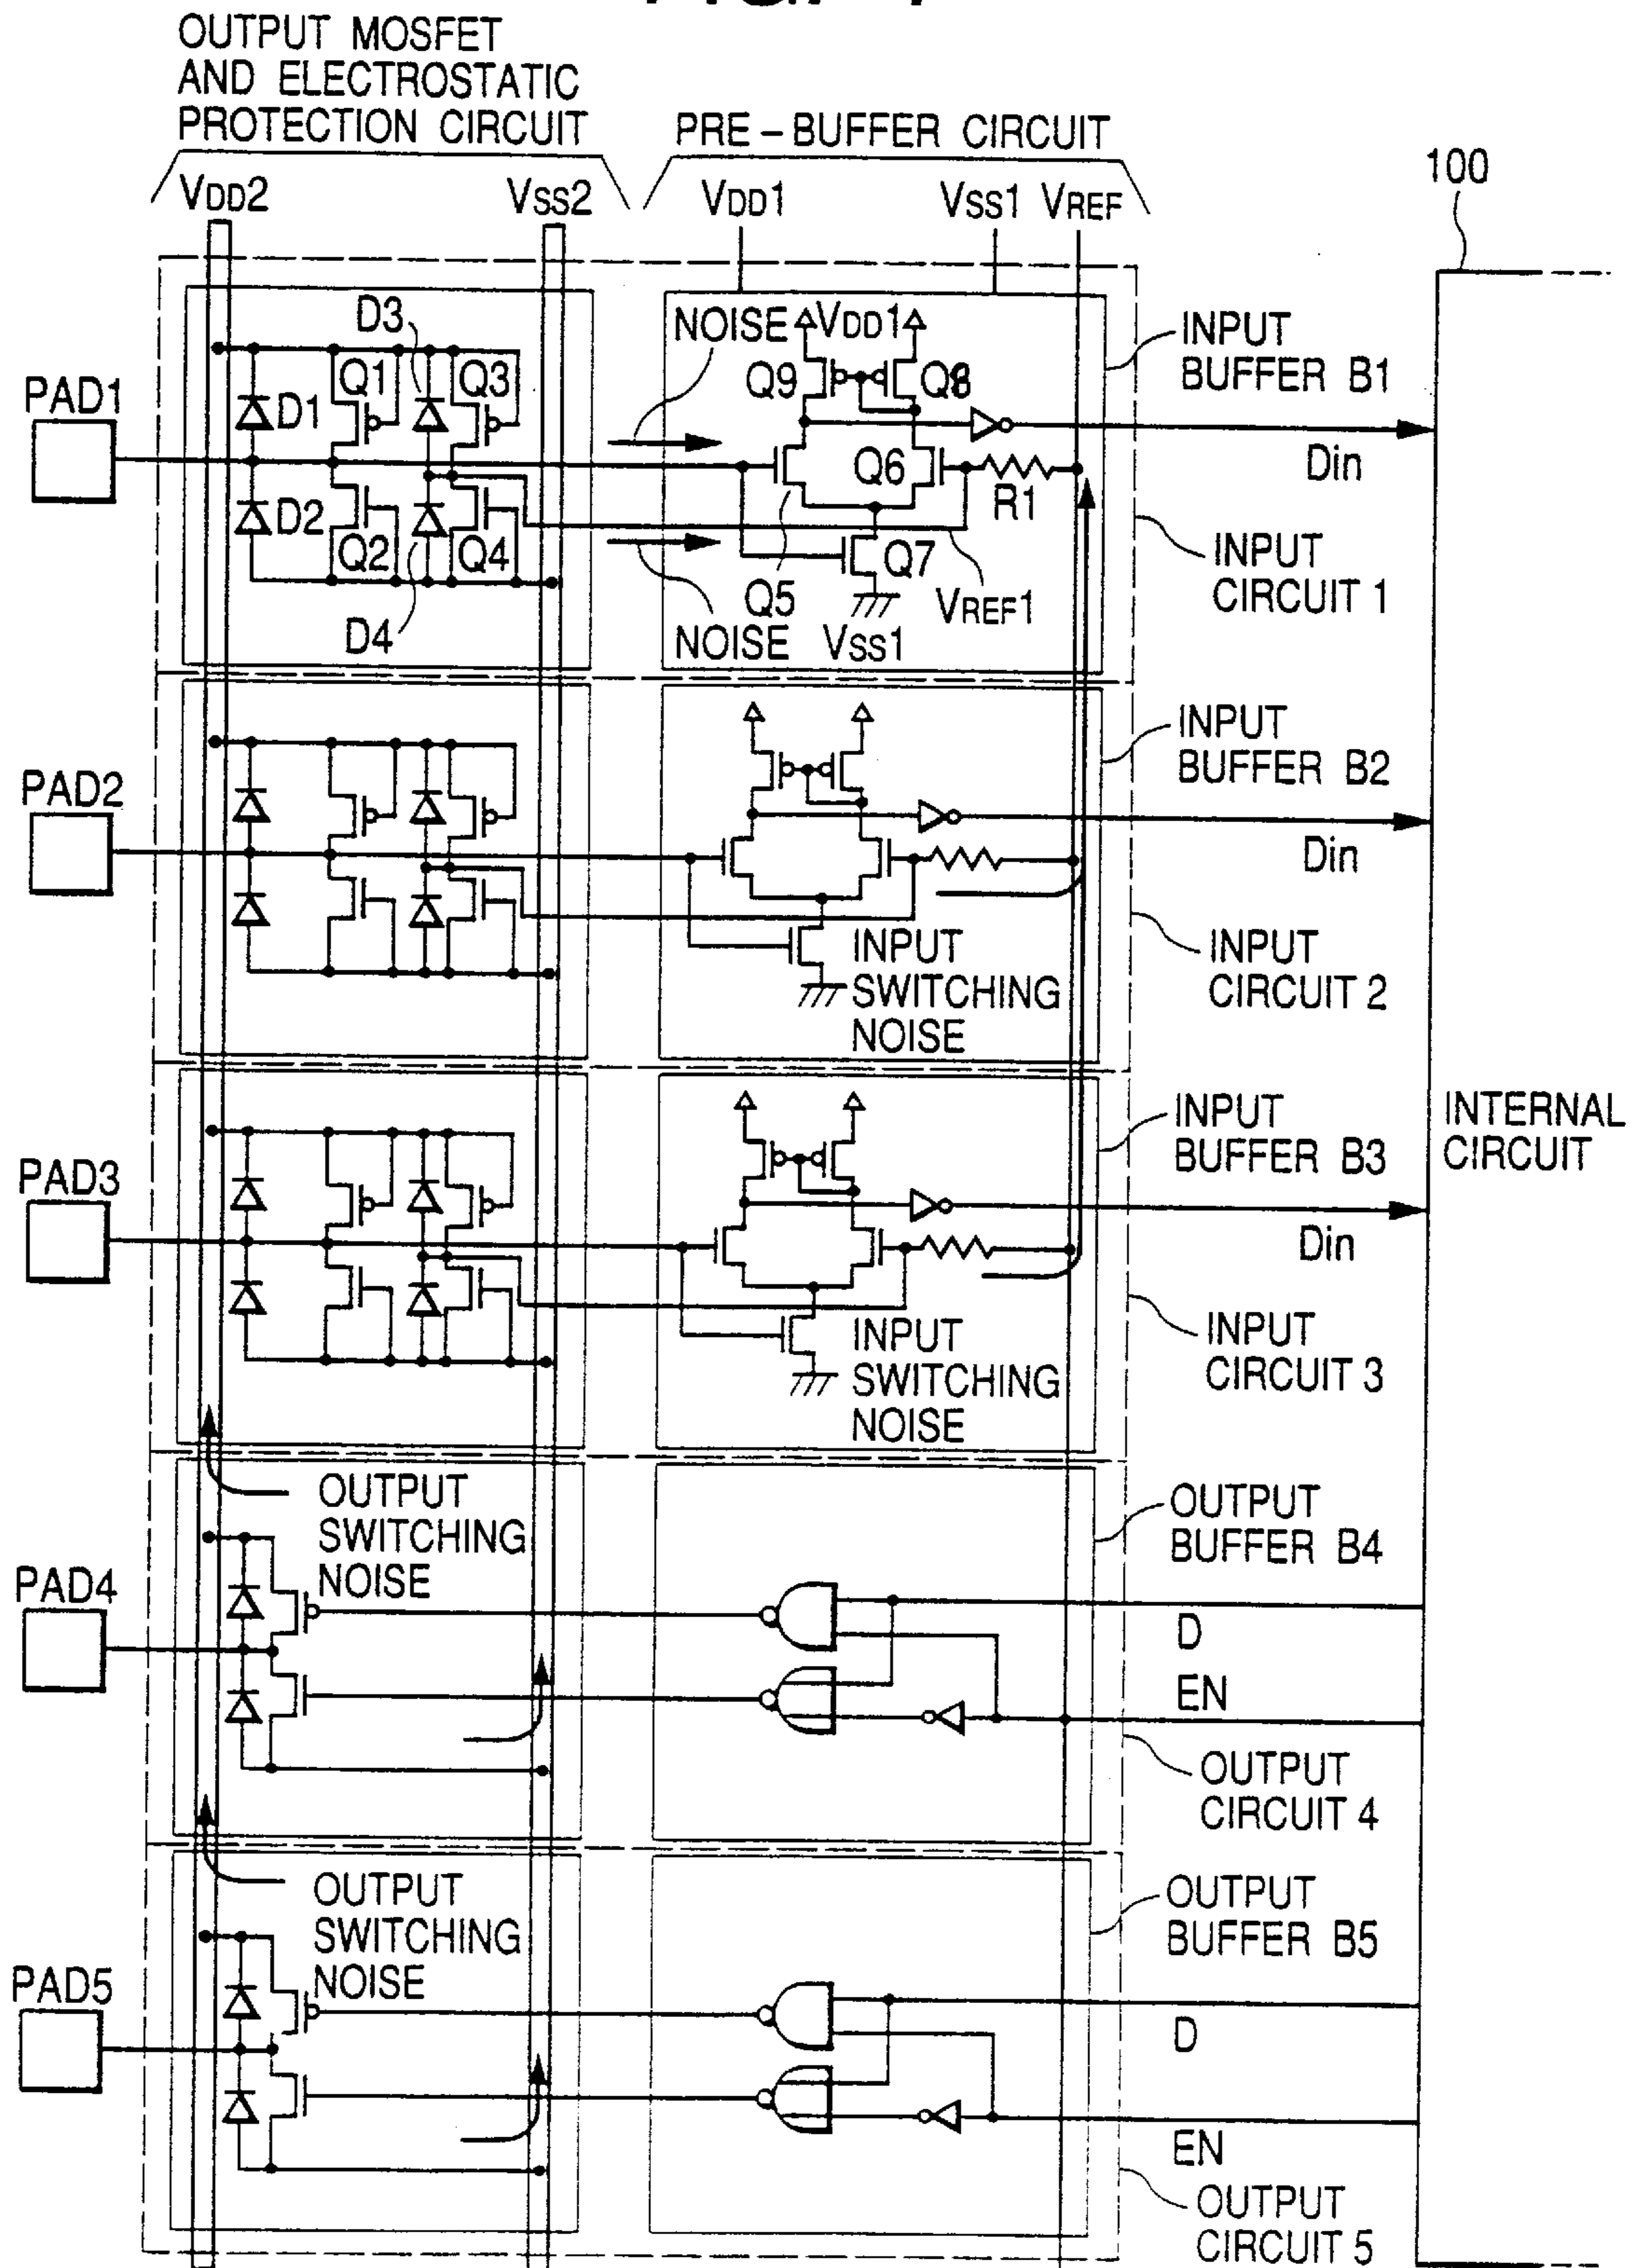 OUTPUT MOSFET
AND ELECTROSTATIC
PROTECTION CIRCUIT
PRE-BUFFER CIRCUIT
VDD2
VSS2
VDD1
VSS1
VREF
100
D3
NOISE
VDD1
INPUT
BUFFER B1
PAD1
D1
Q1
Q3
Q9
Q8
Din
Q6
R1
D2
Q2
Q4
Q7
INPUT
CIRCUIT 1
Q5
VREF1
D4
NOISE
VSS1
INPUT
BUFFER B2
PAD2
Din
INPUT
SWITCHING
NOISE
INPUT
CIRCUIT 2
INPUT
BUFFER B3
INTERNAL
CIRCUIT
PAD3
Din
INPUT
SWITCHING
NOISE
INPUT
CIRCUIT 3
OUTPUT
SWITCHING
NOISE
OUTPUT
BUFFER B4
PAD4
D
EN
OUTPUT
CIRCUIT 4
OUTPUT
SWITCHING
NOISE
OUTPUT
BUFFER B5
PAD5
D
EN
OUTPUT
CIRCUIT 5